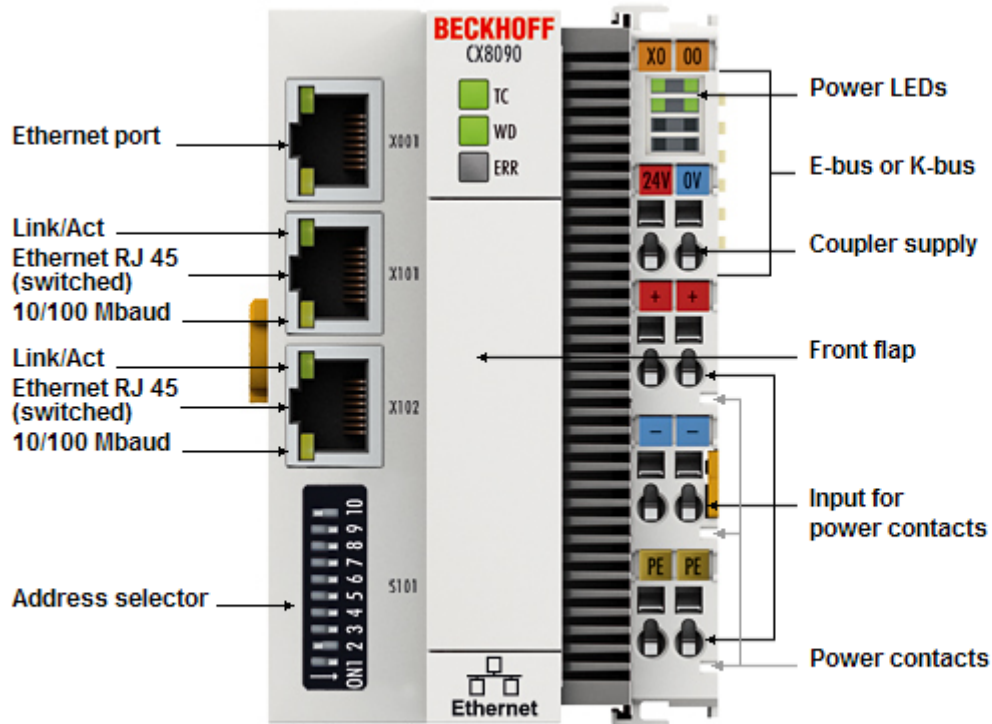 BECKHOFF
CX8090
TC
WD
ERR
X001
X101
X102
S101
ON 1 2 3 4 5 6 7 8 9 10
Ethernet
X0 00
24V 0V
+ +
− −
PE PE
Ethernet port
Link/Act
Ethernet RJ 45
(switched)
10/100 Mbaud
Link/Act
Ethernet RJ 45
(switched)
10/100 Mbaud
Address selector
Power LEDs
E-bus or K-bus
Coupler supply
Front flap
Input for
power contacts
Power contacts